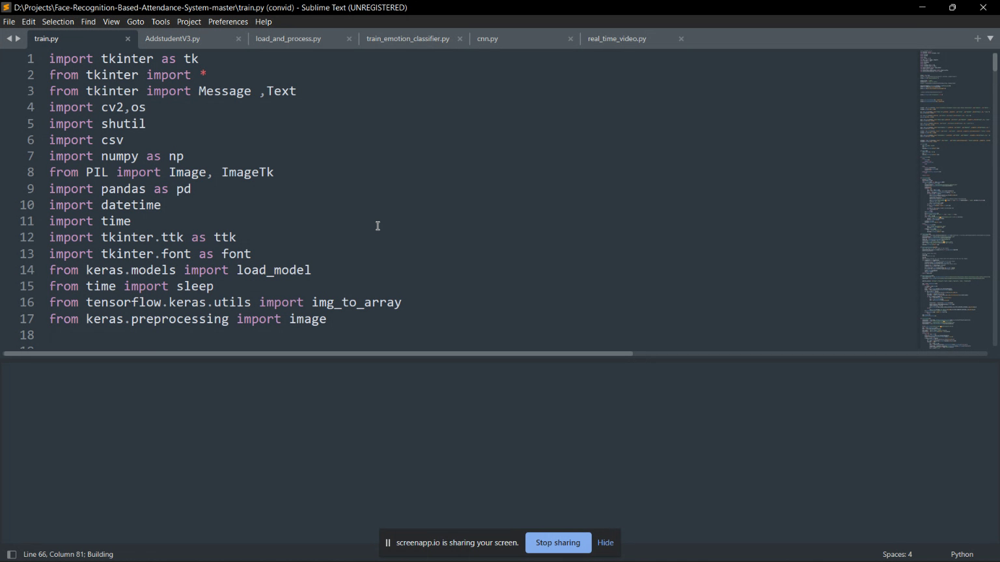 D:\Projects\Face-Recognition-Based-Attendance-System-master\train.py (convid) - Sublime Text (UNREGISTERED)
File Edit Selection Find View Goto Tools Project Preferences Help
train.py AddstudentV3.py load_and_process.py train_emotion_classifier.py cnn.py real_time_video.py
1 import tkinter as tk
2 from tkinter import *
3 from tkinter import Message ,Text
4 import cv2,os
5 import shutil
6 import csv
7 import numpy as np
8 from PIL import Image, ImageTk
9 import pandas as pd
10 import datetime
11 import time
12 import tkinter.ttk as ttk
13 import tkinter.font as font
14 from keras.models import load_model
15 from time import sleep
16 from tensorflow.keras.utils import img_to_array
17 from keras.preprocessing import image
18
screenapp.io is sharing your screen. Stop sharing Hide
Line 66, Column 81; Building Spaces: 4 Python